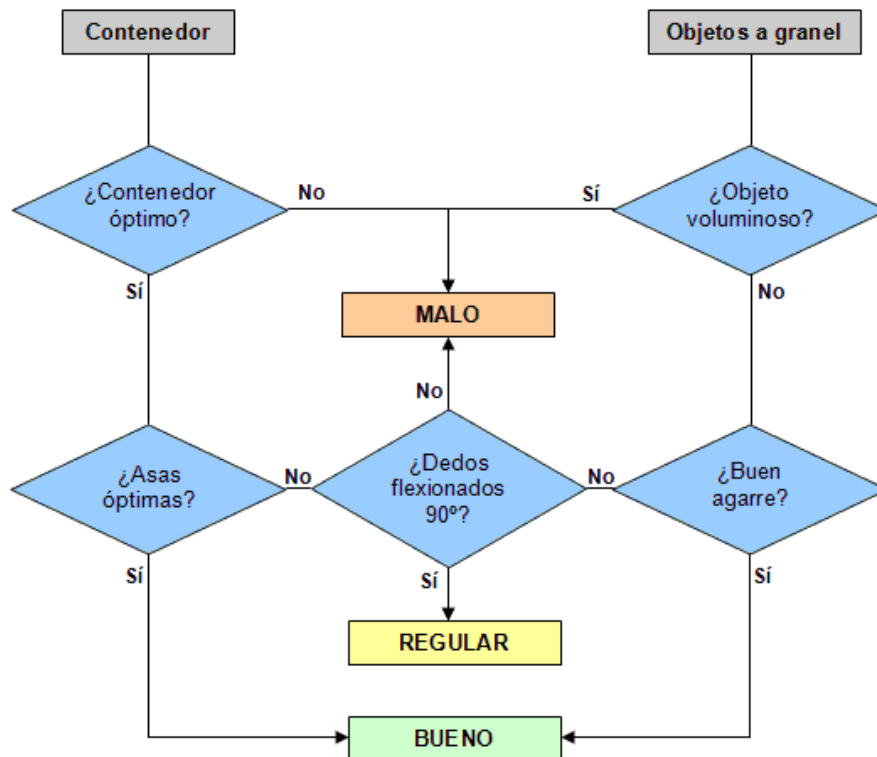 Contenedor
Objetos a granel
¿Contenedor
óptimo?
No
Sí
¿Objeto
voluminoso?
Sí
No
MALO
No
¿Asas
óptimas?
No
¿Dedos
flexionados
90º?
No
¿Buen
agarre?
Sí
Sí
Sí
REGULAR
BUENO